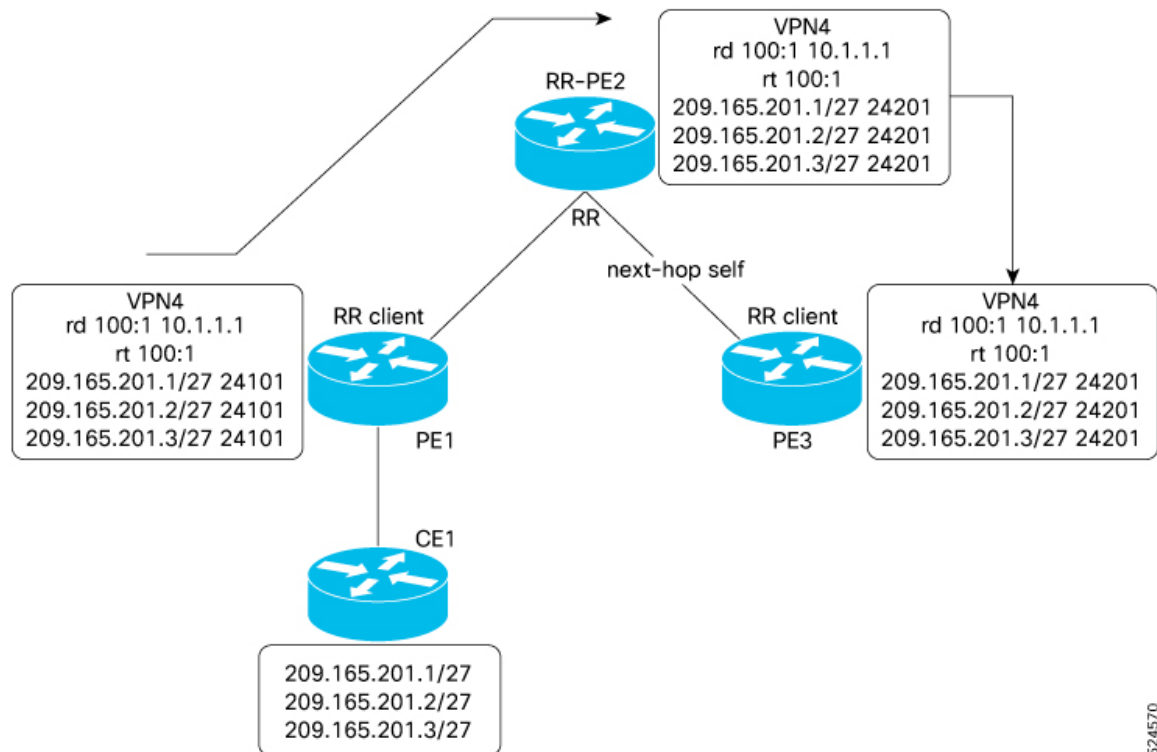 VPN4
rd 100:1 10.1.1.1
rt 100:1
209.165.201.1/27 24201
209.165.201.2/27 24201
209.165.201.3/27 24201
RR-PE2
RR
next-hop self
VPN4
rd 100:1 10.1.1.1
rt 100:1
209.165.201.1/27 24101
209.165.201.2/27 24101
209.165.201.3/27 24101
RR client
PE1
RR client
PE3
VPN4
rd 100:1 10.1.1.1
rt 100:1
209.165.201.1/27 24201
209.165.201.2/27 24201
209.165.201.3/27 24201
CE1
209.165.201.1/27
209.165.201.2/27
209.165.201.3/27
524570